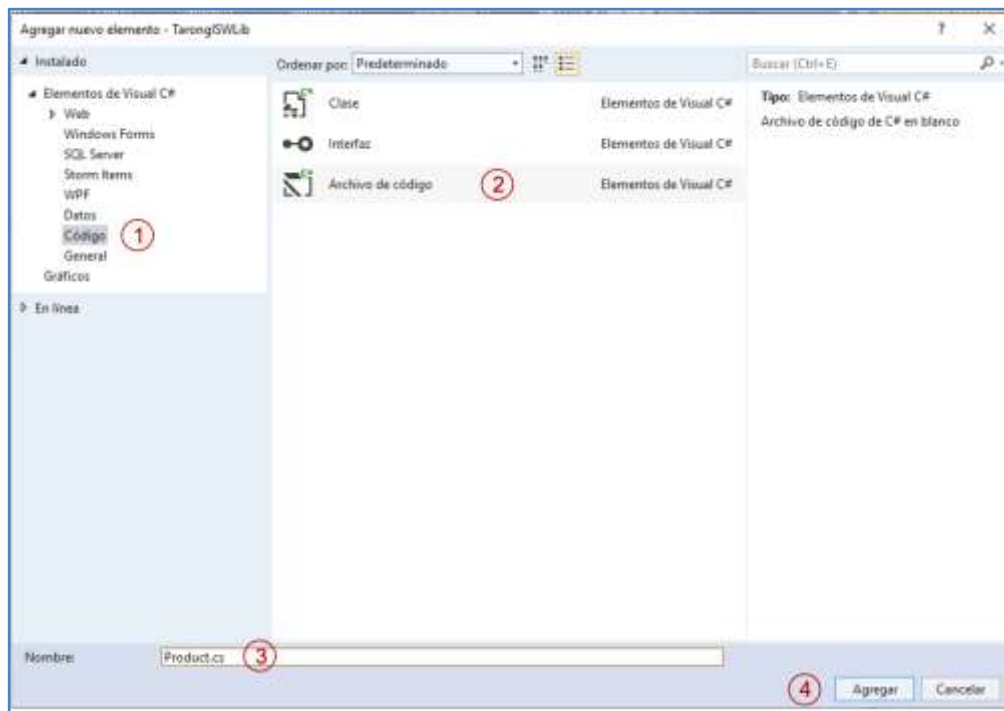 Agregar nuevo elemento - TarongISWLib ? ×
Instalado
Ordenar por: Predeterminado
Buscar (Ctrl+E)
Elementos de Visual C#
Web
Windows Forms
SQL Server
Storm Items
WPF
Datos
Código 1
General
Gráficos
En línea
Clase Elementos de Visual C#
Interfaz Elementos de Visual C#
Archivo de código 2 Elementos de Visual C#
Tipo: Elementos de Visual C#
Archivo de código de C# en blanco
Nombre: Product.cs 3
4 Agregar Cancelar